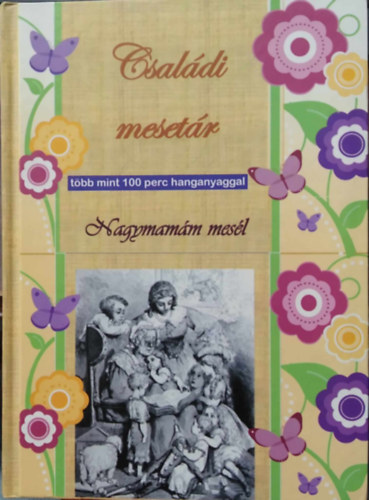 Családi
mesetár
több mint 100 perc hanganyaggal
Nagymamám mesél